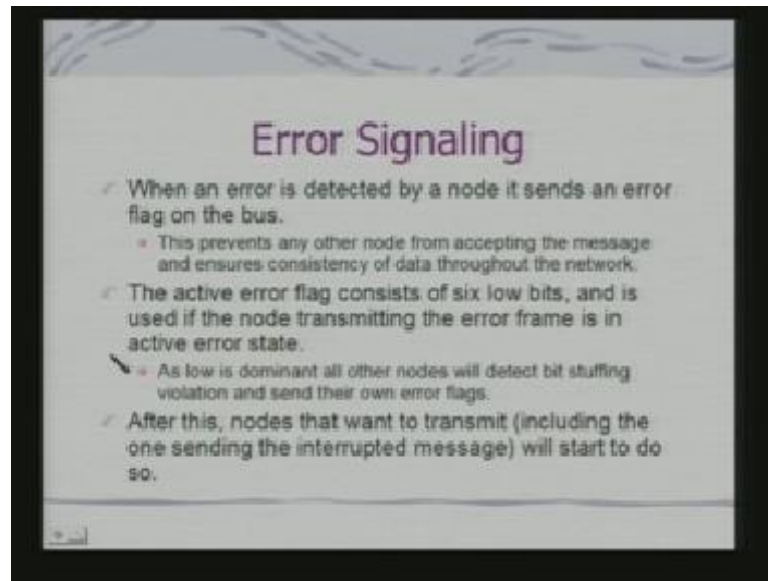 Error Signaling
When an error is detected by a node it sends an error
flag on the bus.
This prevents any other node from accepting the message
and ensures consistency of data throughout the network.
The active error flag consists of six low bits, and is
used if the node transmitting the error frame is in
active error state.
As low is dominant all other nodes will detect bit stuffing
violation and send their own error flags.
After this, nodes that want to transmit (including the
one sending the interrupted message) will start to do
so.